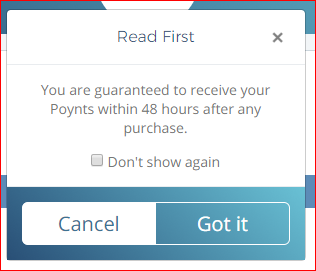 Read First
×
You are guaranteed to receive your
Poynts within 48 hours after any
purchase.
Don't show again
Cancel
Got it